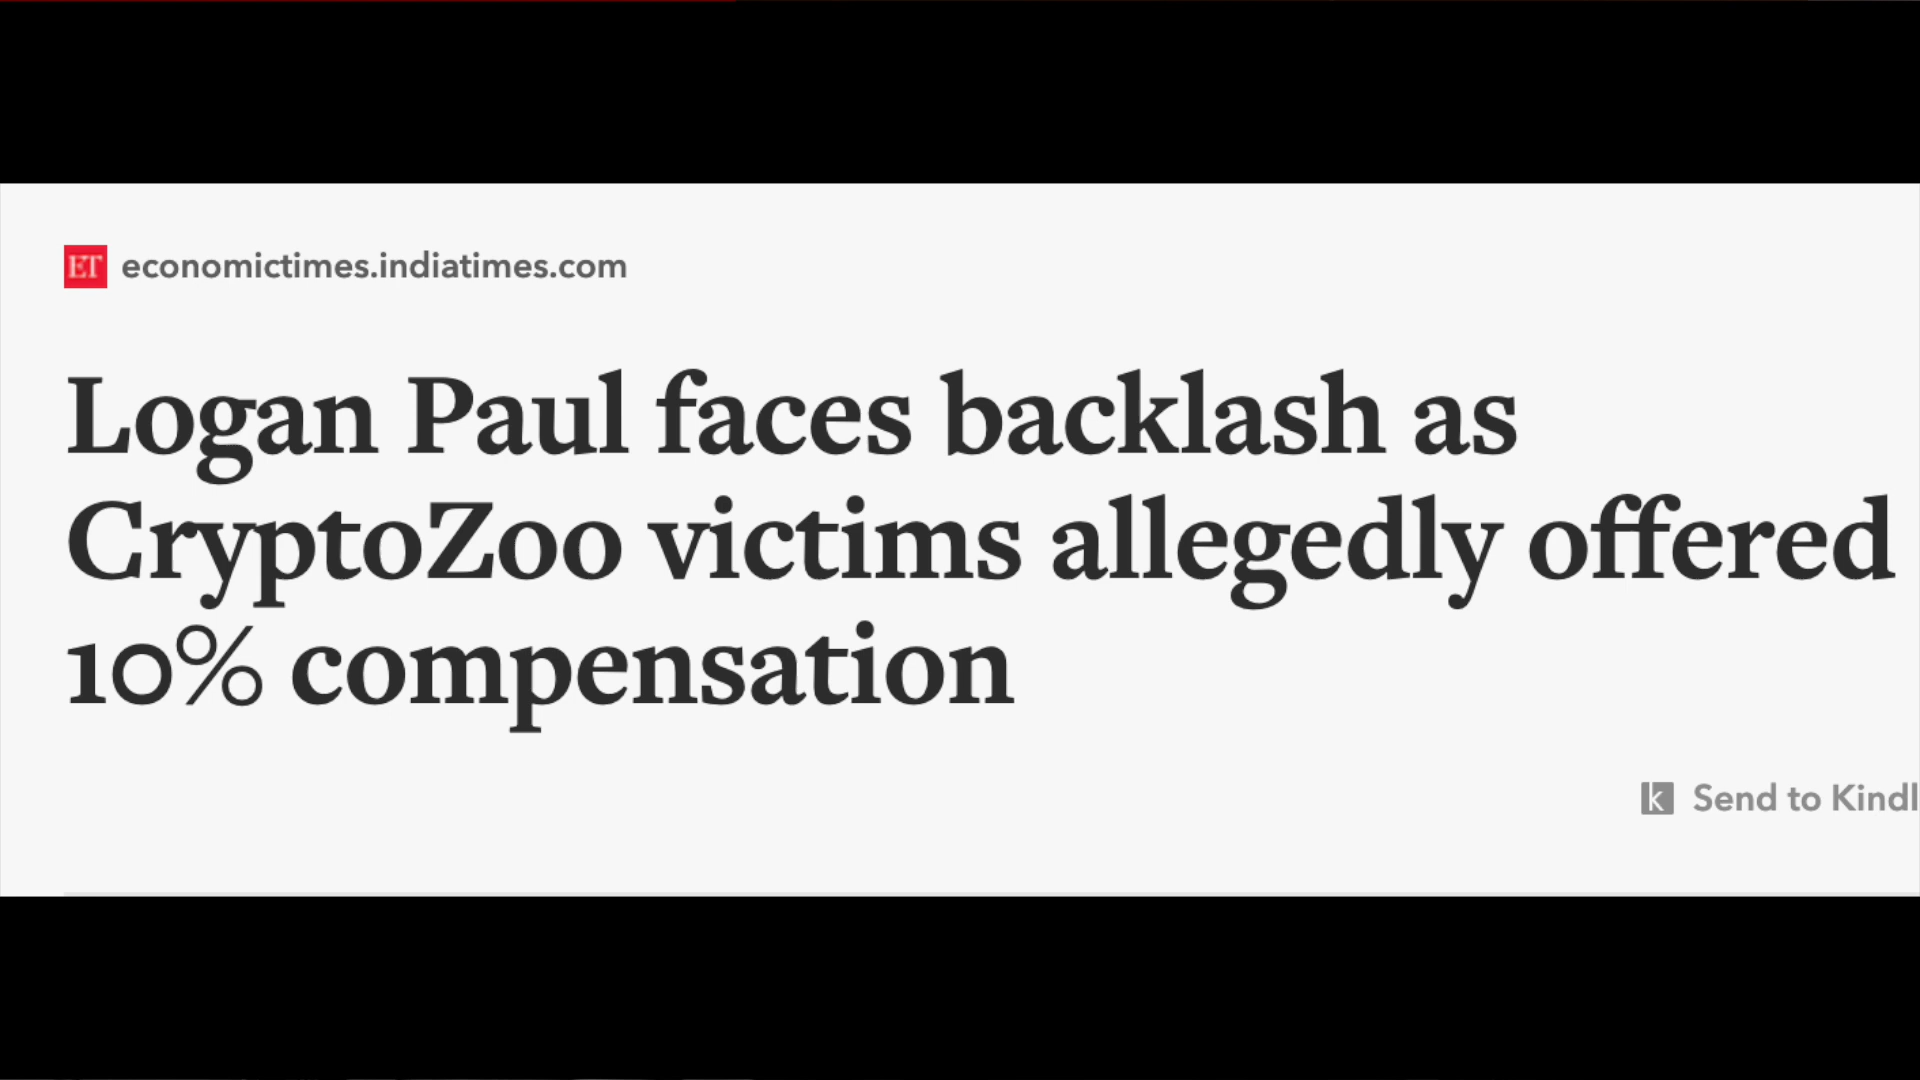 ET economictimes.indiatimes.com
Logan Paul faces backlash as
CryptoZoo victims allegedly offered
10% compensation
k Send to Kindl